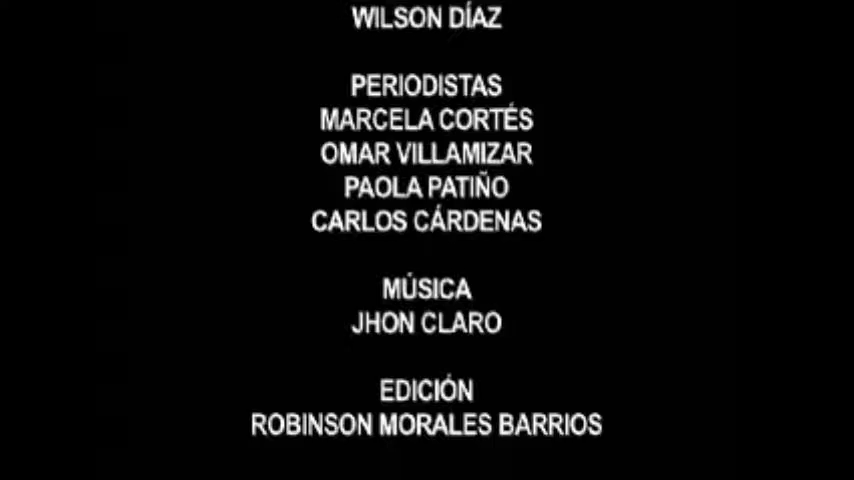 WILSON DÍAZ
PERIODISTAS
MARCELA CORTÉS
OMAR VILLAMIZAR
PAOLA PATIÑO
CARLOS CÁRDENAS
MÚSICA
JHON CLARO
EDICIÓN
ROBINSON MORALES BARRIOS